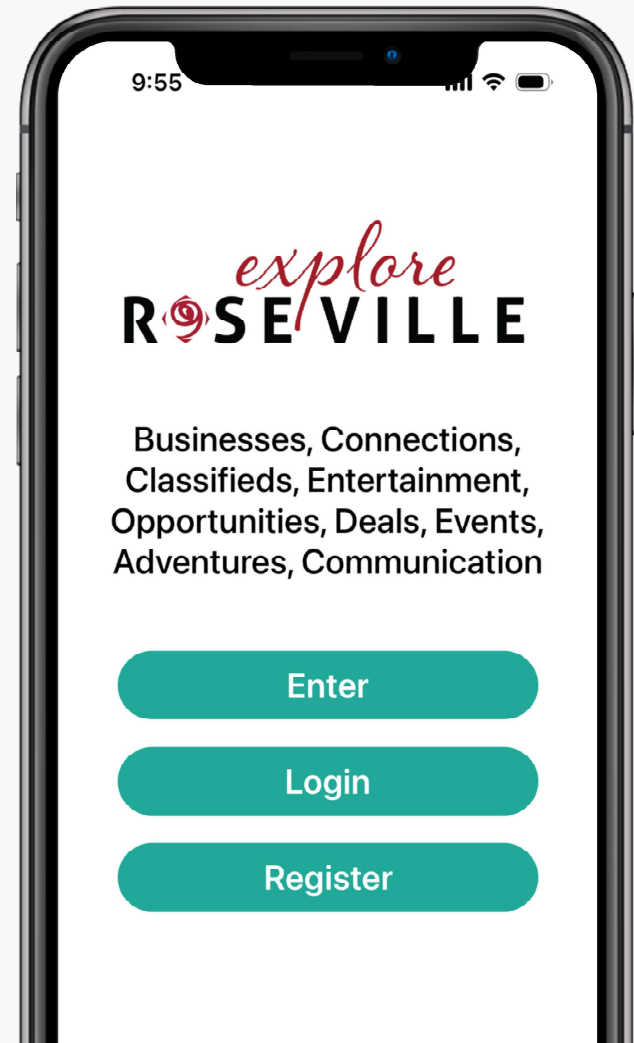 9:55
explore
ROSEVILLE
Businesses, Connections,
Classifieds, Entertainment,
Opportunities, Deals, Events,
Adventures, Communication
Enter
Login
Register